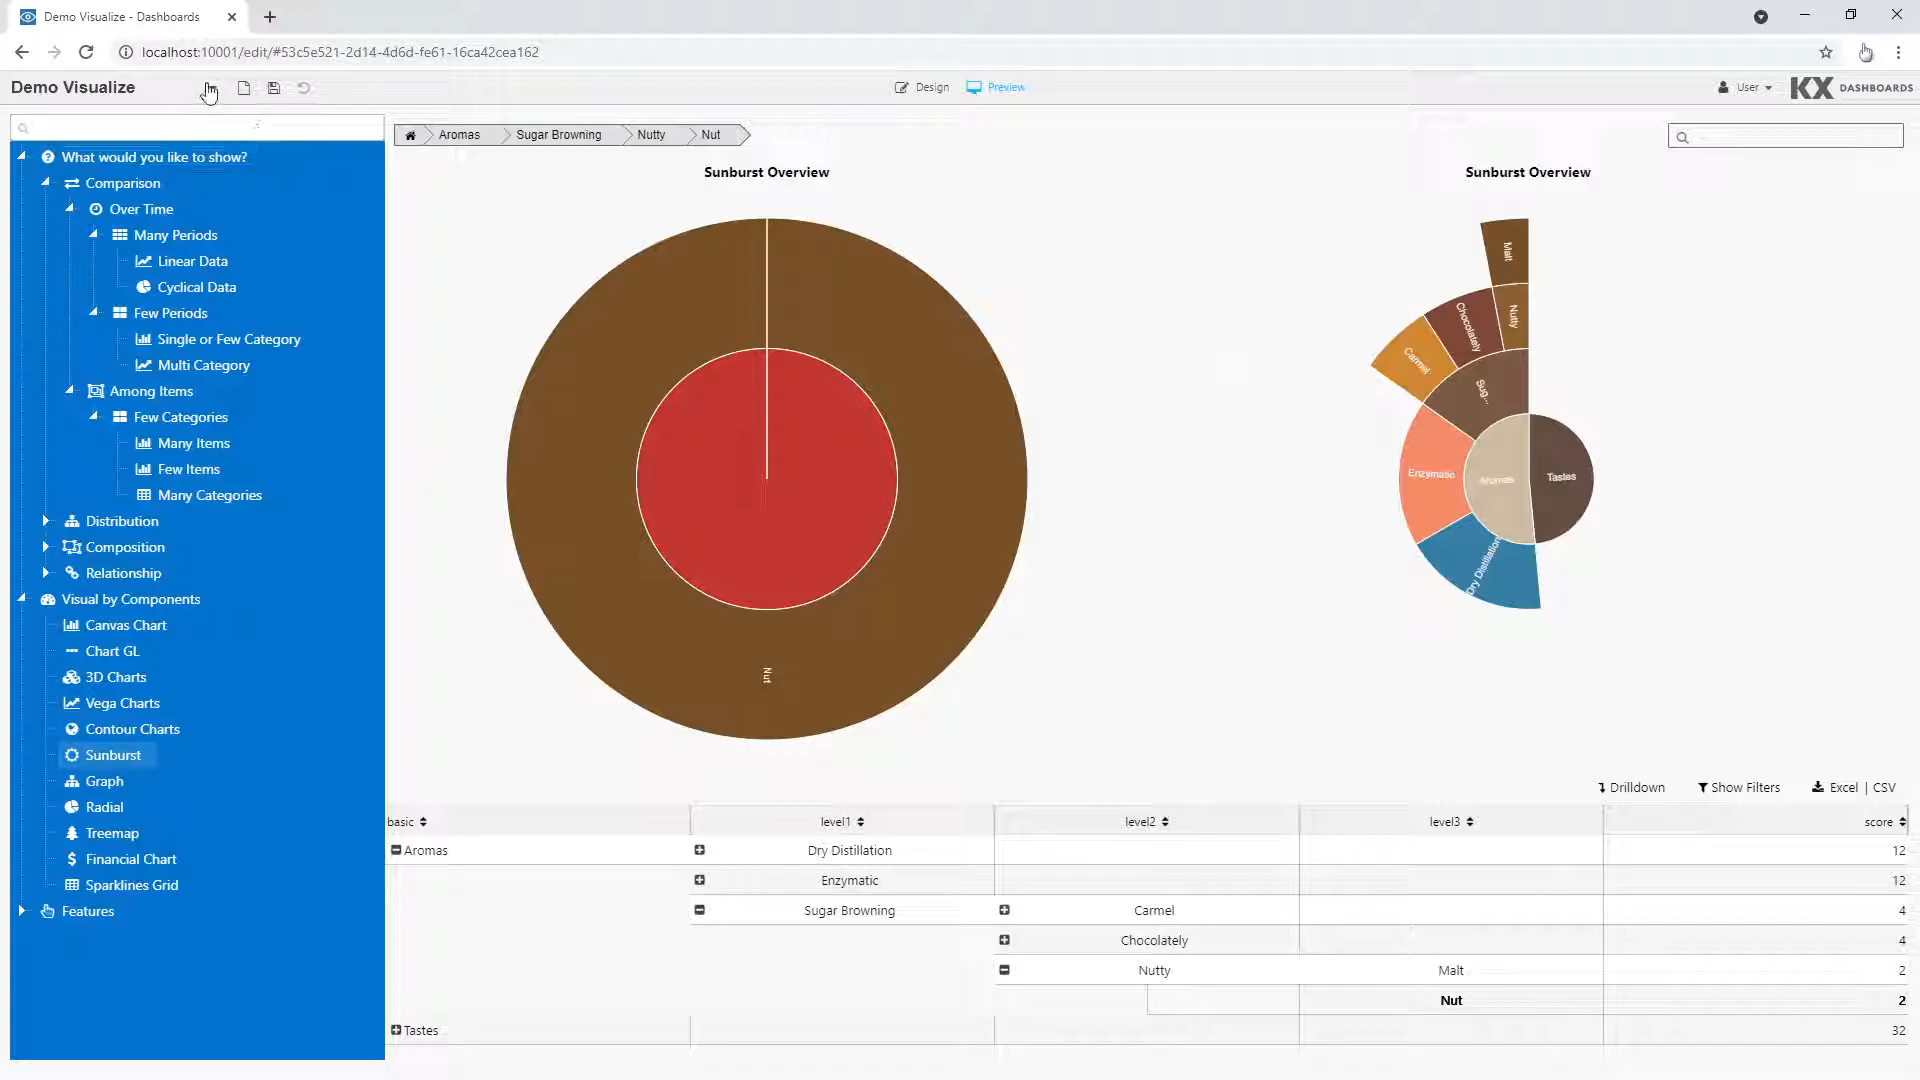 Demo Visualize - Dashboards
localhost:10001/edit/#53c5e521-2d14-4d6d-fe61-16ca42cea162
Demo Visualize
Design
Preview
User
KX DASHBOARDS
What would you like to show?
Comparison
Over Time
Many Periods
Linear Data
Cyclical Data
Few Periods
Single or Few Category
Multi Category
Among Items
Few Categories
Many Items
Few Items
Many Categories
Distribution
Composition
Relationship
Visual by Components
Canvas Chart
Chart GL
3D Charts
Vega Charts
Contour Charts
Sunburst
Graph
Radial
Treemap
Financial Chart
Sparklines Grid
Features
Aromas Sugar Browning Nutty Nut
Sunburst Overview
Nut
Sunburst Overview
Malt
Nutty
Chocolately
Carmel
Sug...
Enzymatic
Aromas
Tastes
Dry Distillation
Drilldown Show Filters Excel | CSV
basic level1 level2 level3 score
Aromas Dry Distillation 12
Enzymatic 12
Sugar Browning Carmel 4
Chocolately 4
Nutty Malt 2
Nut 2
Tastes 32